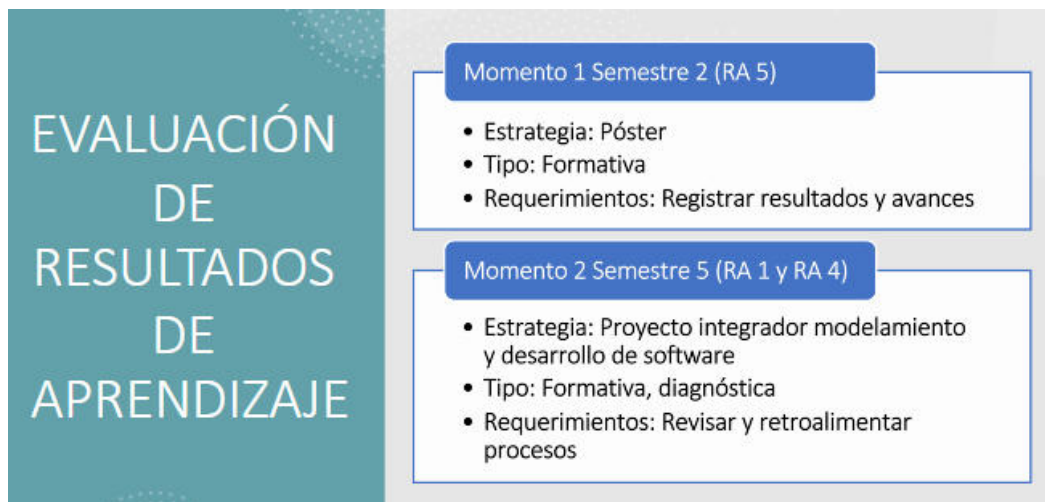 EVALUACIÓN
DE
RESULTADOS
DE
APRENDIZAJE
Momento 1 Semestre 2 (RA 5)
• Estrategia: Póster
• Tipo: Formativa
• Requerimientos: Registrar resultados y avances
Momento 2 Semestre 5 (RA 1 y RA 4)
• Estrategia: Proyecto integrador modelamiento
y desarrollo de software
• Tipo: Formativa, diagnóstica
• Requerimientos: Revisar y retroalimentar
procesos